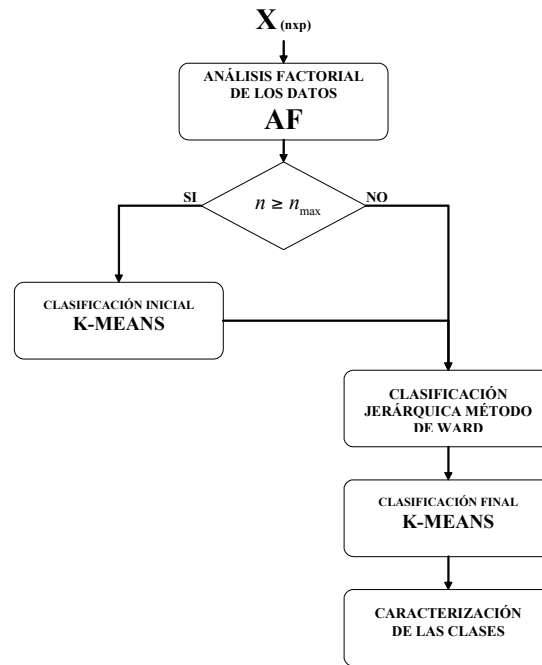 X (nxp)
ANÁLISIS FACTORIAL
DE LOS DATOS
AF
SI
n ≥ nmax
NO
CLASIFICACIÓN INICIAL
K-MEANS
CLASIFICACIÓN
JERÁRQUICA MÉTODO
DE WARD
CLASIFICACIÓN FINAL
K-MEANS
CARACTERIZACIÓN
DE LAS CLASES